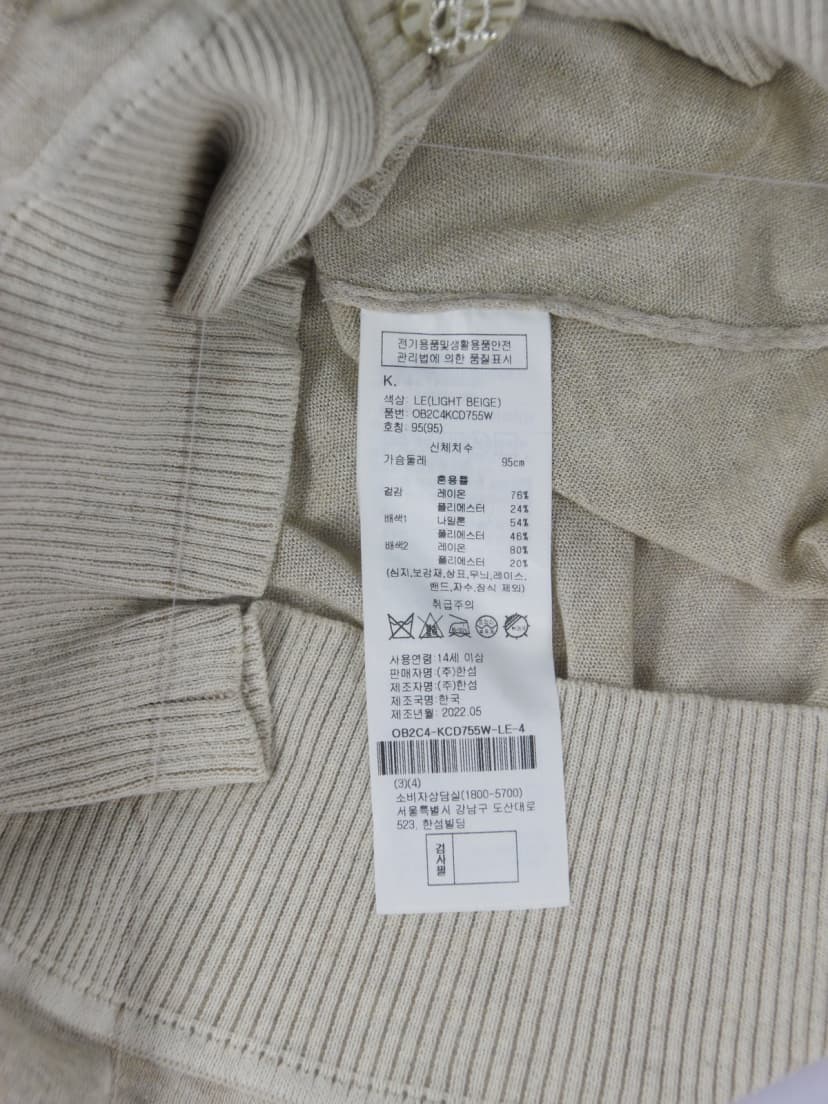 전기용품및생활용품안전
관리법에 의한 품질표시
K.
색상: LE(LIGHT BEIGE)
품번: OB2C4KCD755W
호칭: 95(95)
신체치수
가슴둘레 95cm
혼용률
겉감 레이온 76%
폴리에스터 24%
배색1 나일론 54%
폴리에스터 46%
배색2 레이온 80%
폴리에스터 20%
(심지,보강재,상표,무늬,레이스,
밴드,자수,장식 제외)
취급주의
사용연령: 14세 이상
판매자명:(주)한섬
제조자명:(주)한섬
제조국명:한국
제조년월: 2022.05
OB2C4-KCD755W-LE-4
(3)(4)
소비자상담실(1800-5700)
서울특별시 강남구 도산대로
523, 한섬빌딩
검사필